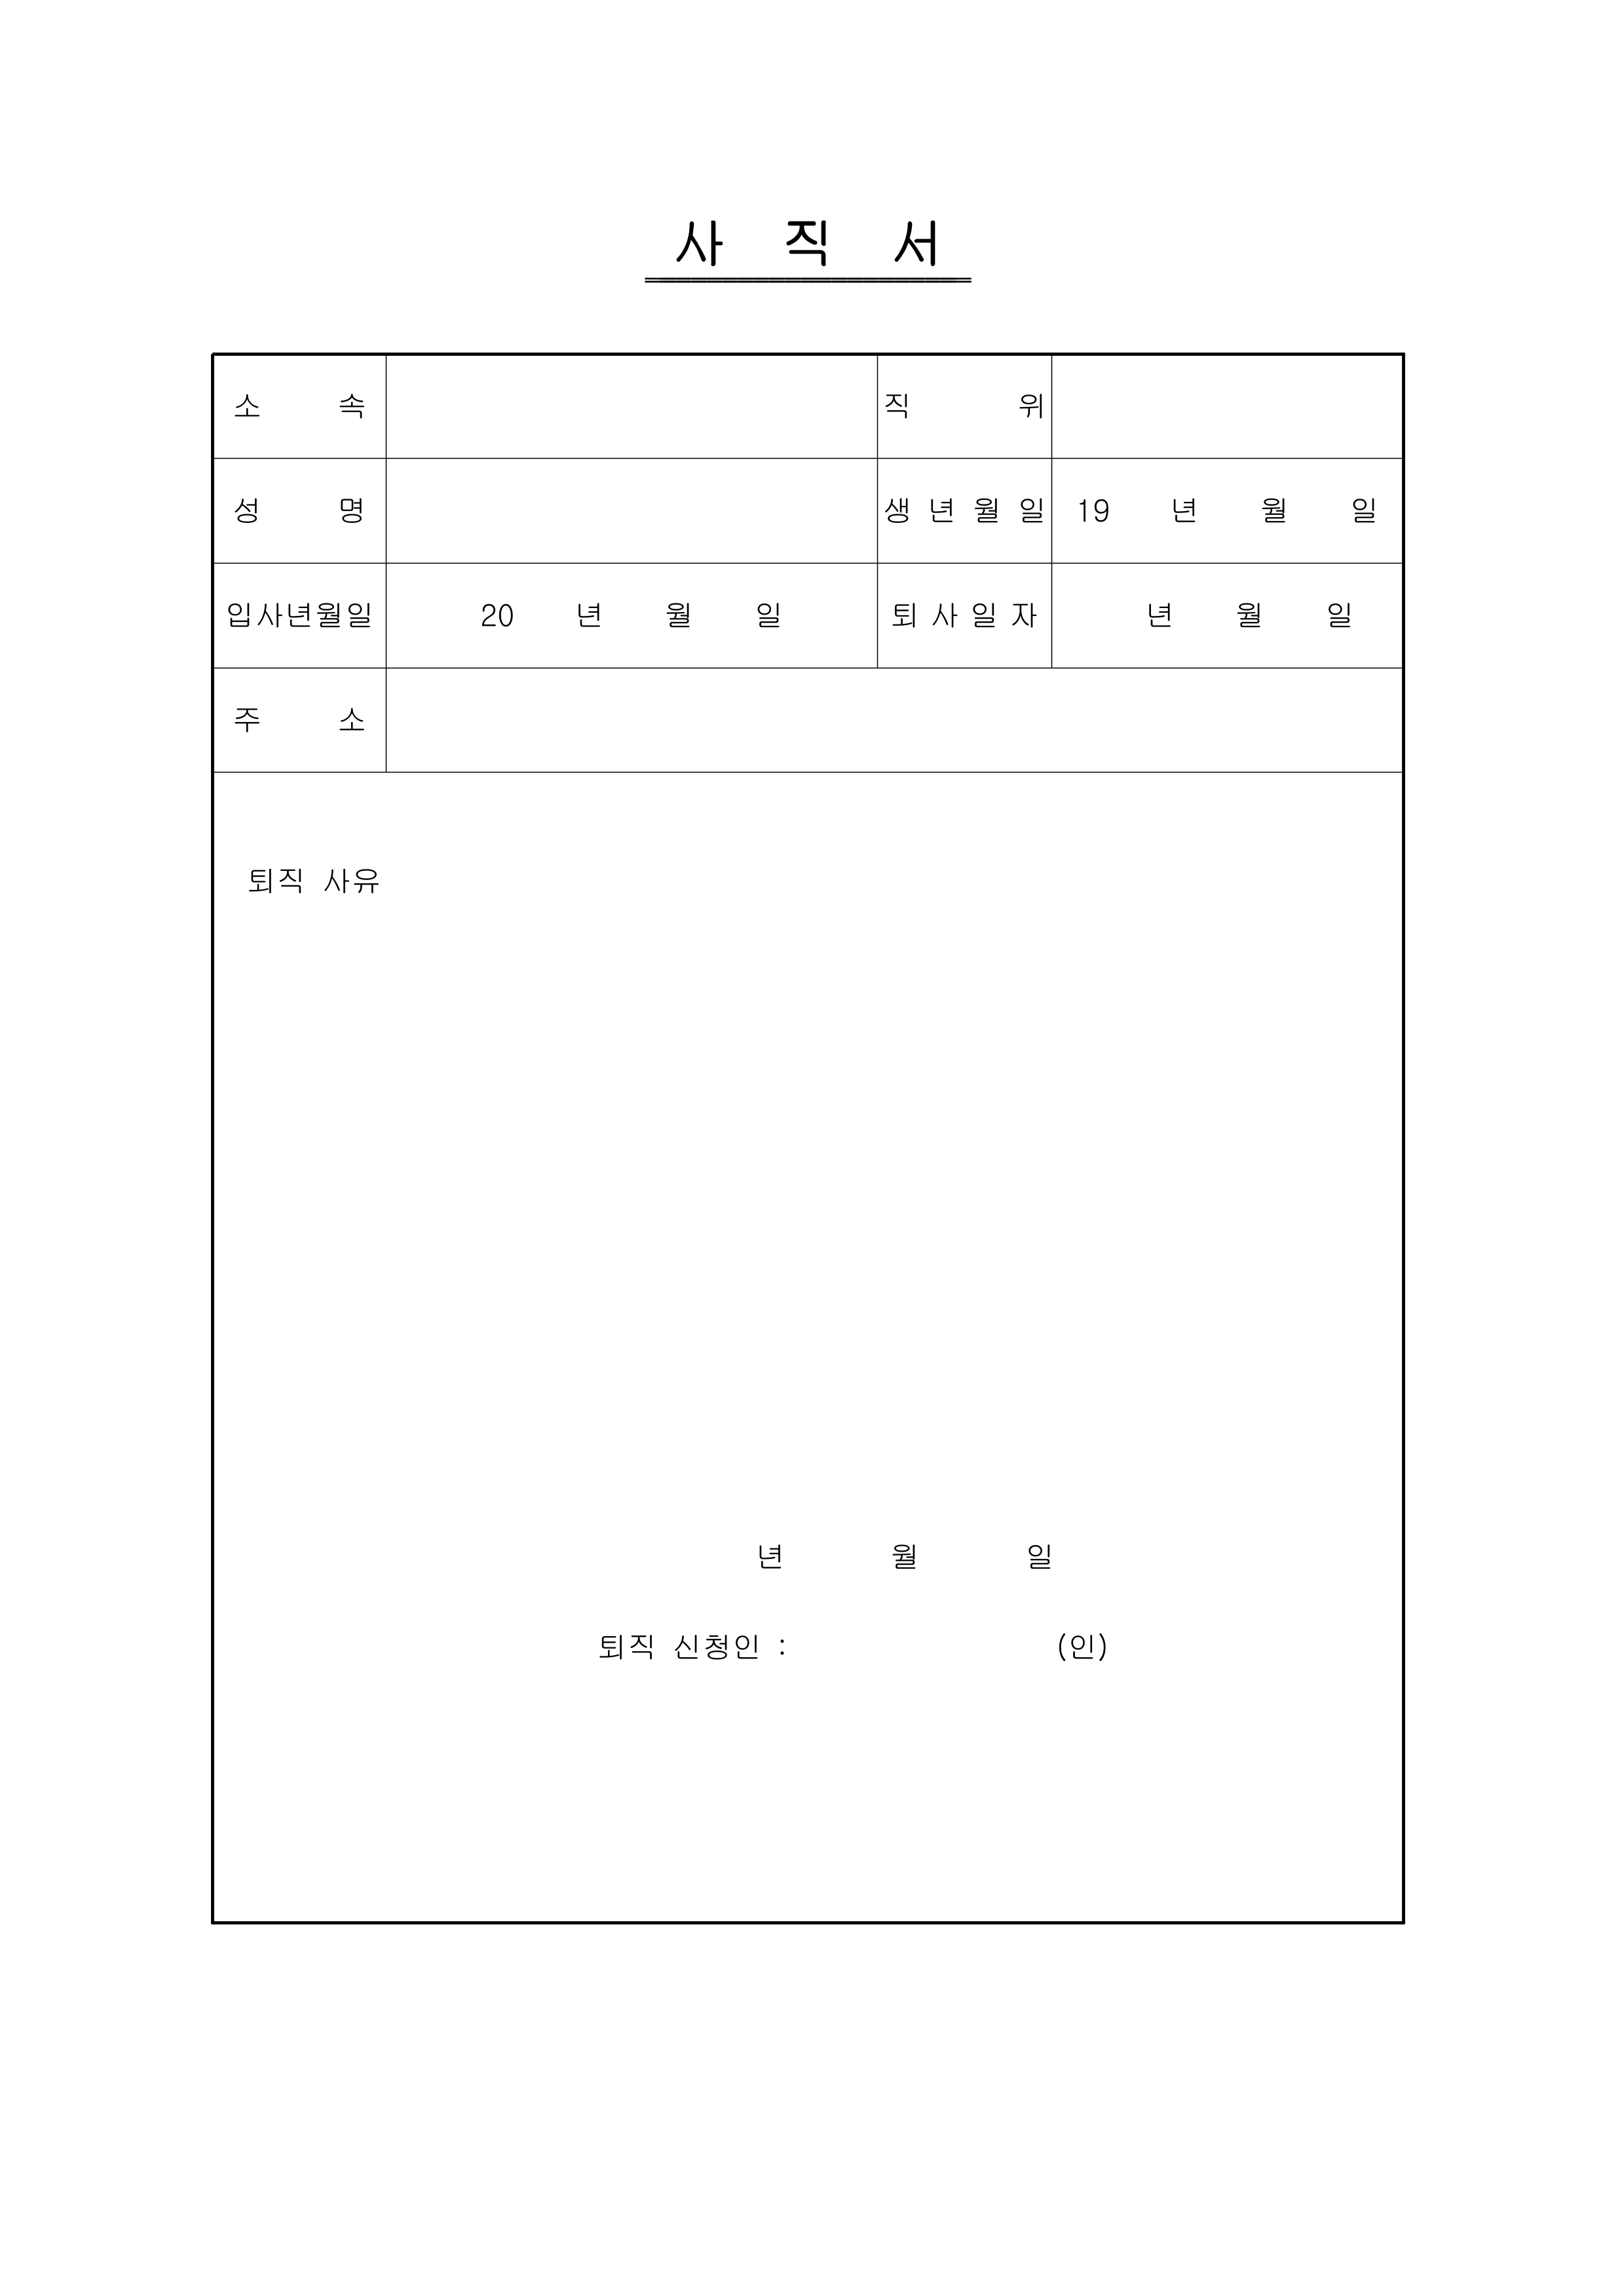 사 직 서
소 속 직 위
성 명 생 년 월 일 19 년 월 일
입사년월일 20 년 월 일 퇴 사 일 자 년 월 일
주 소
퇴직 사유
년 월 일
퇴직 신청인 : (인)